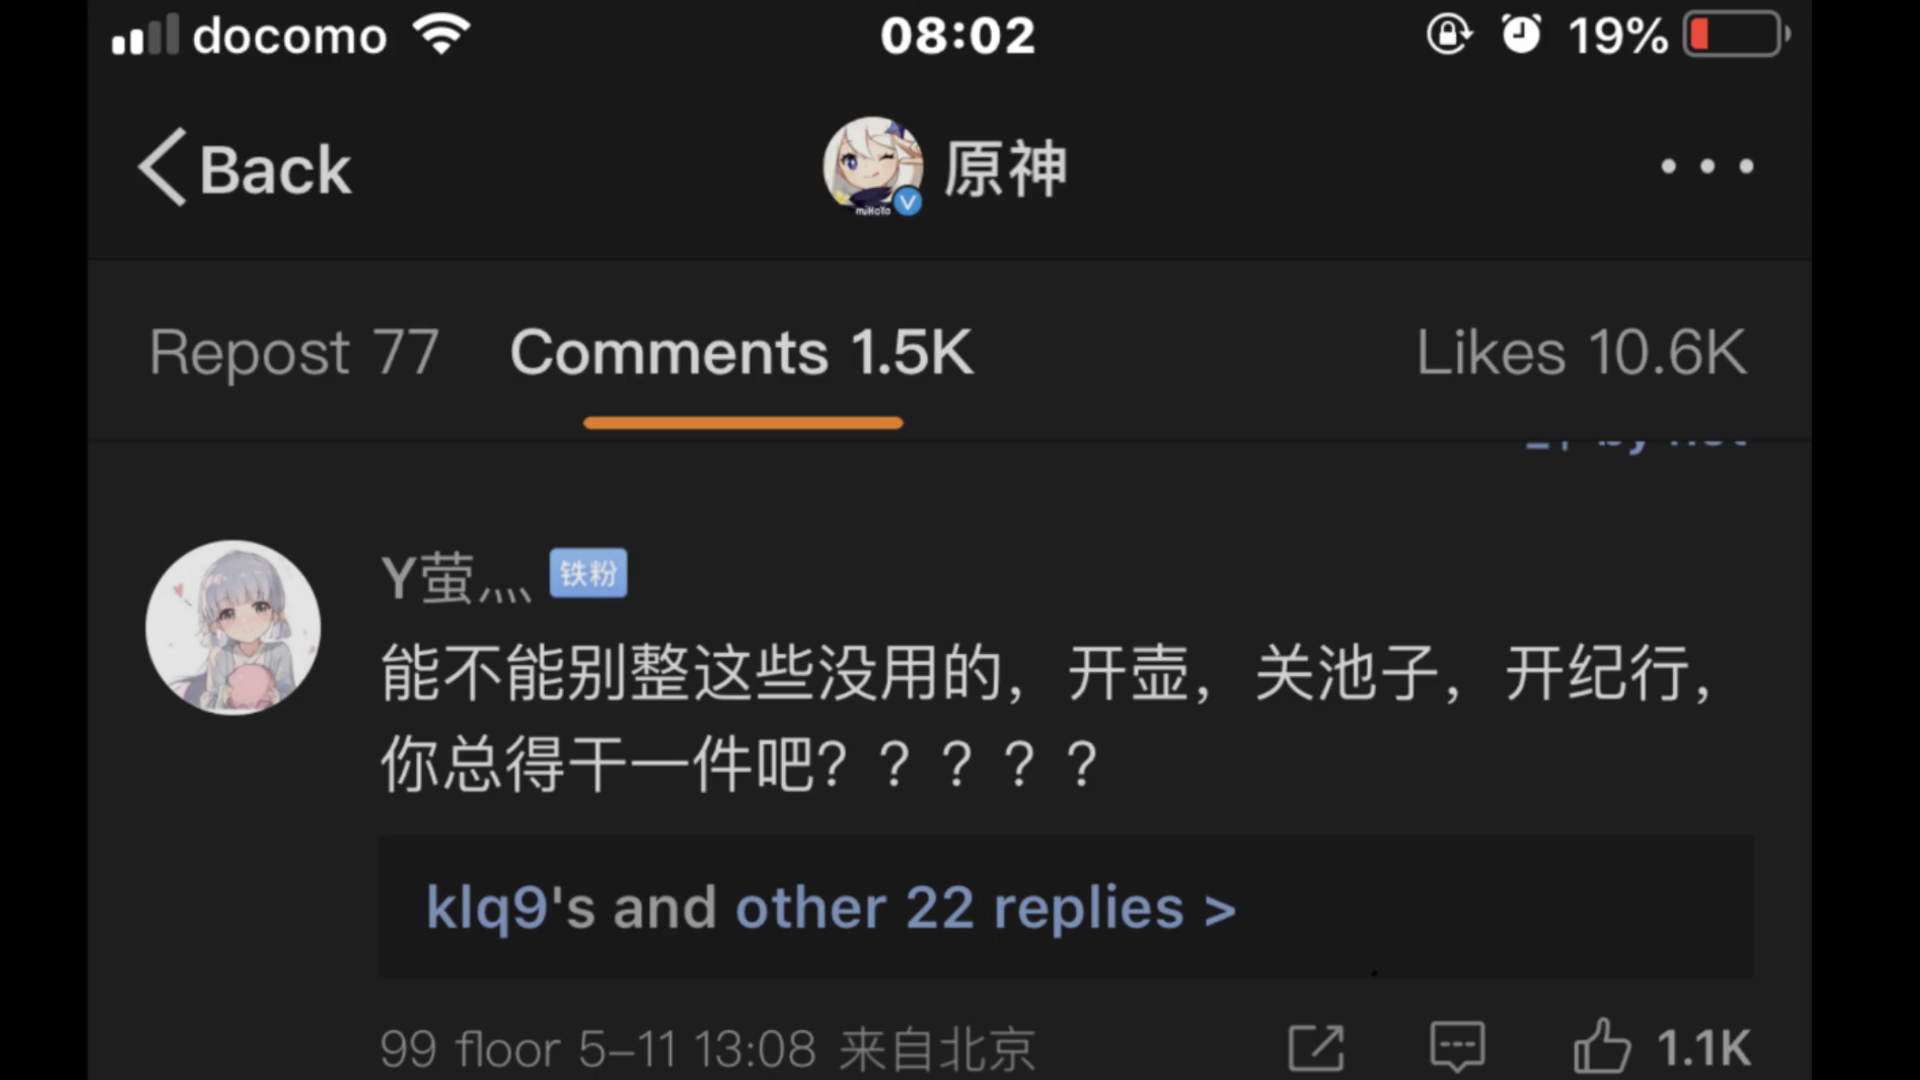 docomo 08:02 19%
Back 原神
miHoYo
Repost 77 Comments 1.5K Likes 10.6K
Y萤灬 铁粉
能不能别整这些没用的，开壶，关池子，开纪行，
你总得干一件吧？？？？？
klq9's and other 22 replies >
99 floor 5-11 13:08 来自北京 1.1K